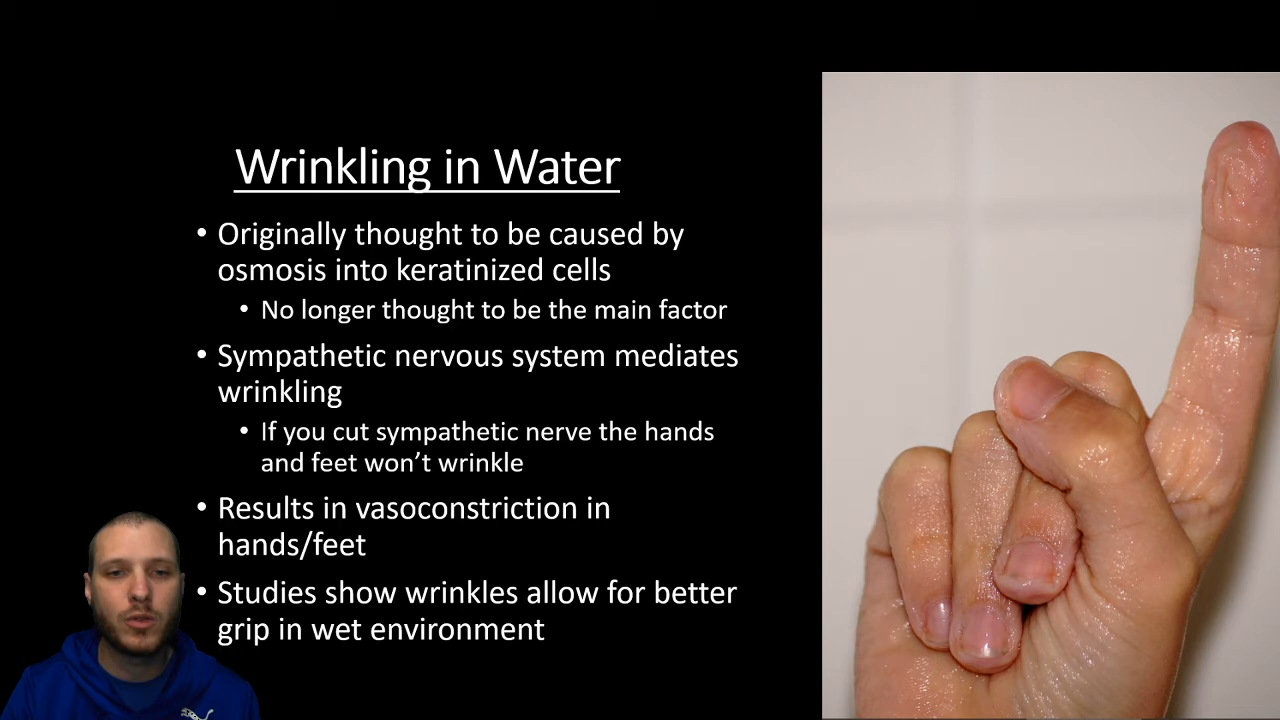 Wrinkling in Water
• Originally thought to be caused by
osmosis into keratinized cells
• No longer thought to be the main factor
• Sympathetic nervous system mediates
wrinkling
• If you cut sympathetic nerve the hands
and feet won't wrinkle
• Results in vasoconstriction in
hands/feet
• Studies show wrinkles allow for better
grip in wet environment